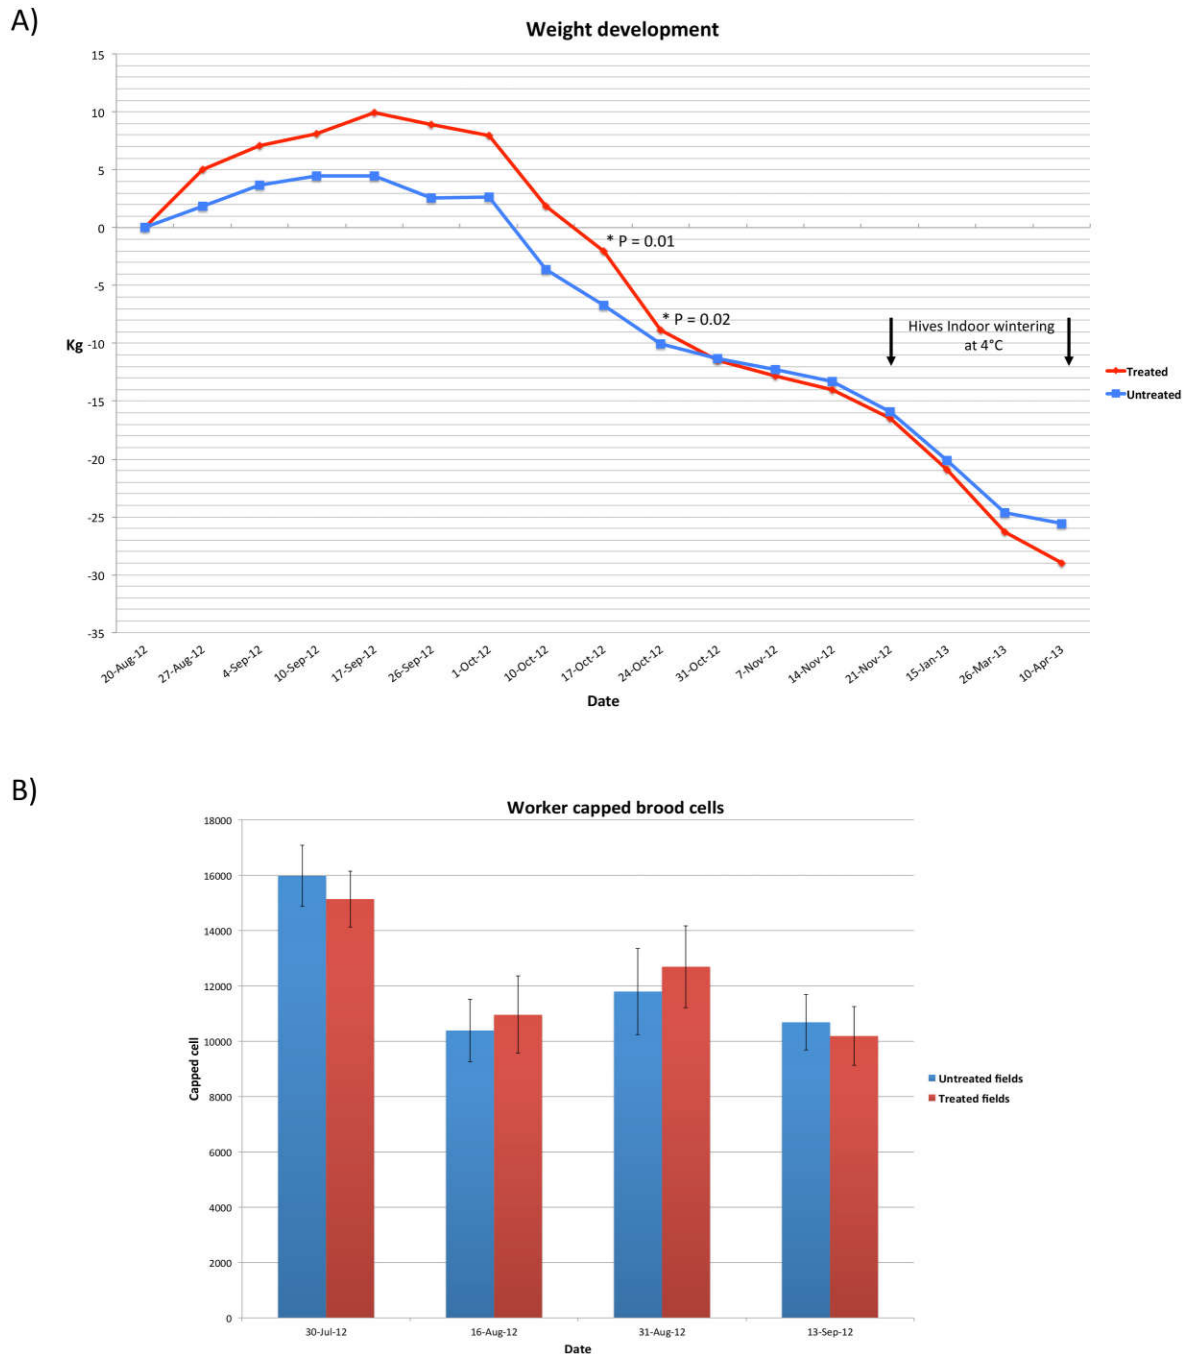 A)
Weight development
15
10
5
0
-5
-10
-15
-20
-25
-30
-35
Kg
* P = 0.01
* P = 0.02
Hives Indoor wintering
at 4°C
Treated
Untreated
20-Aug-12
27-Aug-12
4-Sep-12
10-Sep-12
17-Sep-12
26-Sep-12
1-Oct-12
10-Oct-12
17-Oct-12
24-Oct-12
31-Oct-12
7-Nov-12
14-Nov-12
21-Nov-12
15-Jan-13
26-Mar-13
10-Apr-13
Date
B)
Worker capped brood cells
18000
16000
14000
12000
10000
8000
6000
4000
2000
0
Capped cell
Untreated fields
Treated fields
30-Jul-12
16-Aug-12
31-Aug-12
13-Sep-12
Date